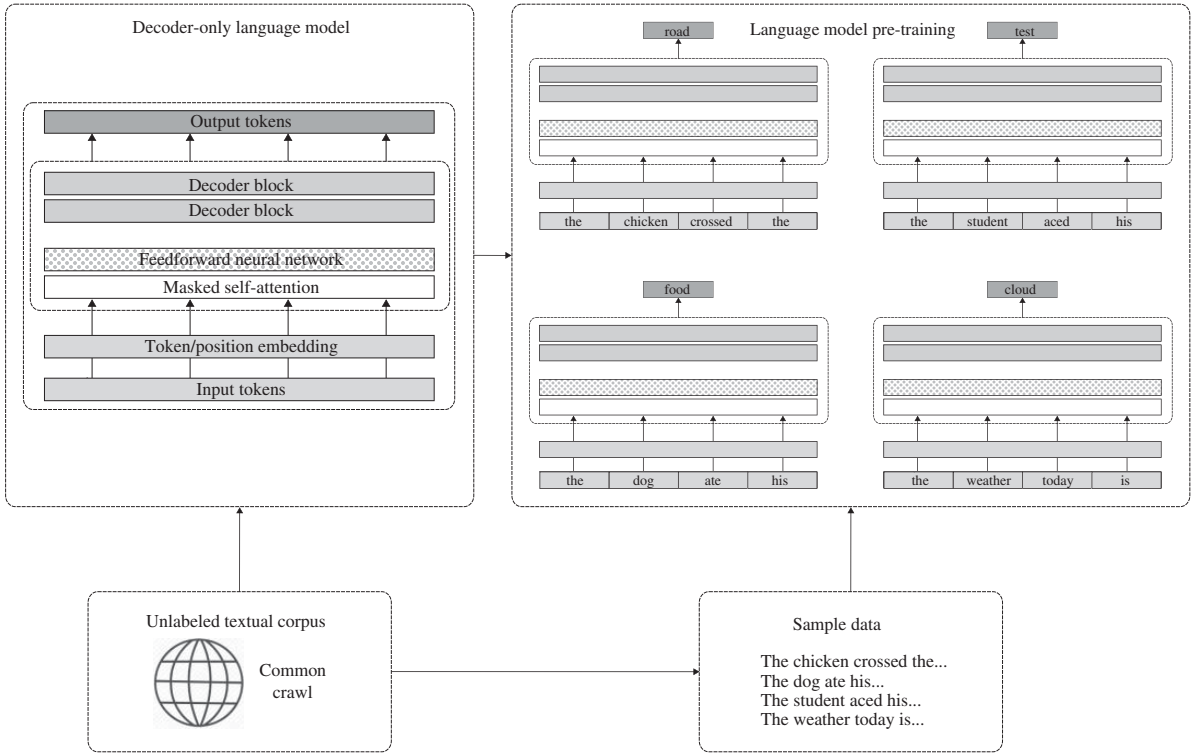 Decoder-only language model
Output tokens
Decoder block
Decoder block
Feedforward neural network
Masked self-attention
Token/position embedding
Input tokens
Language model pre-training
road
the chicken crossed the
test
the student aced his
food
the dog ate his
cloud
the weather today is
Unlabeled textual corpus
Common
crawl
Sample data
The chicken crossed the...
The dog ate his...
The student aced his...
The weather today is...